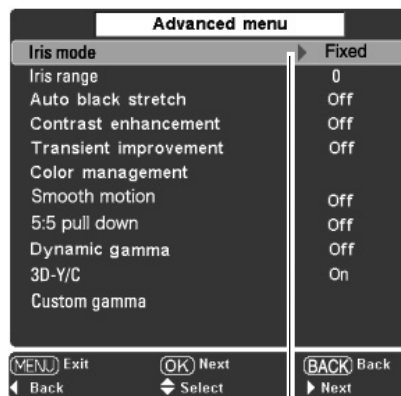 Advanced menu
Iris mode Fixed
Iris range 0
Auto black stretch Off
Contrast enhancement Off
Transient improvement Off
Color management
Smooth motion Off
5:5 pull down Off
Dynamic gamma Off
3D-Y/C On
Custom gamma
MENU Exit OK Next BACK Back
Back Select Next